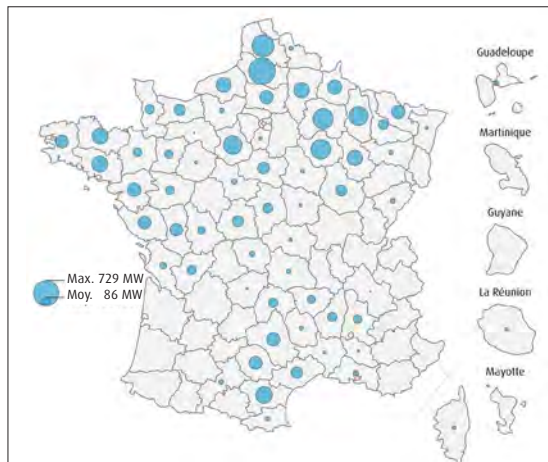 Guadeloupe
Martinique
Guyane
La Réunion
Mayotte
Max. 729 MW
Moy. 86 MW